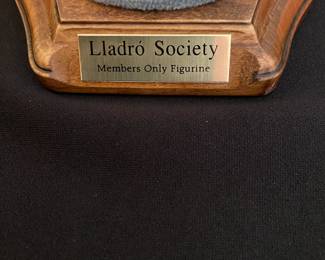 Lladró Society
Members Only Figurine